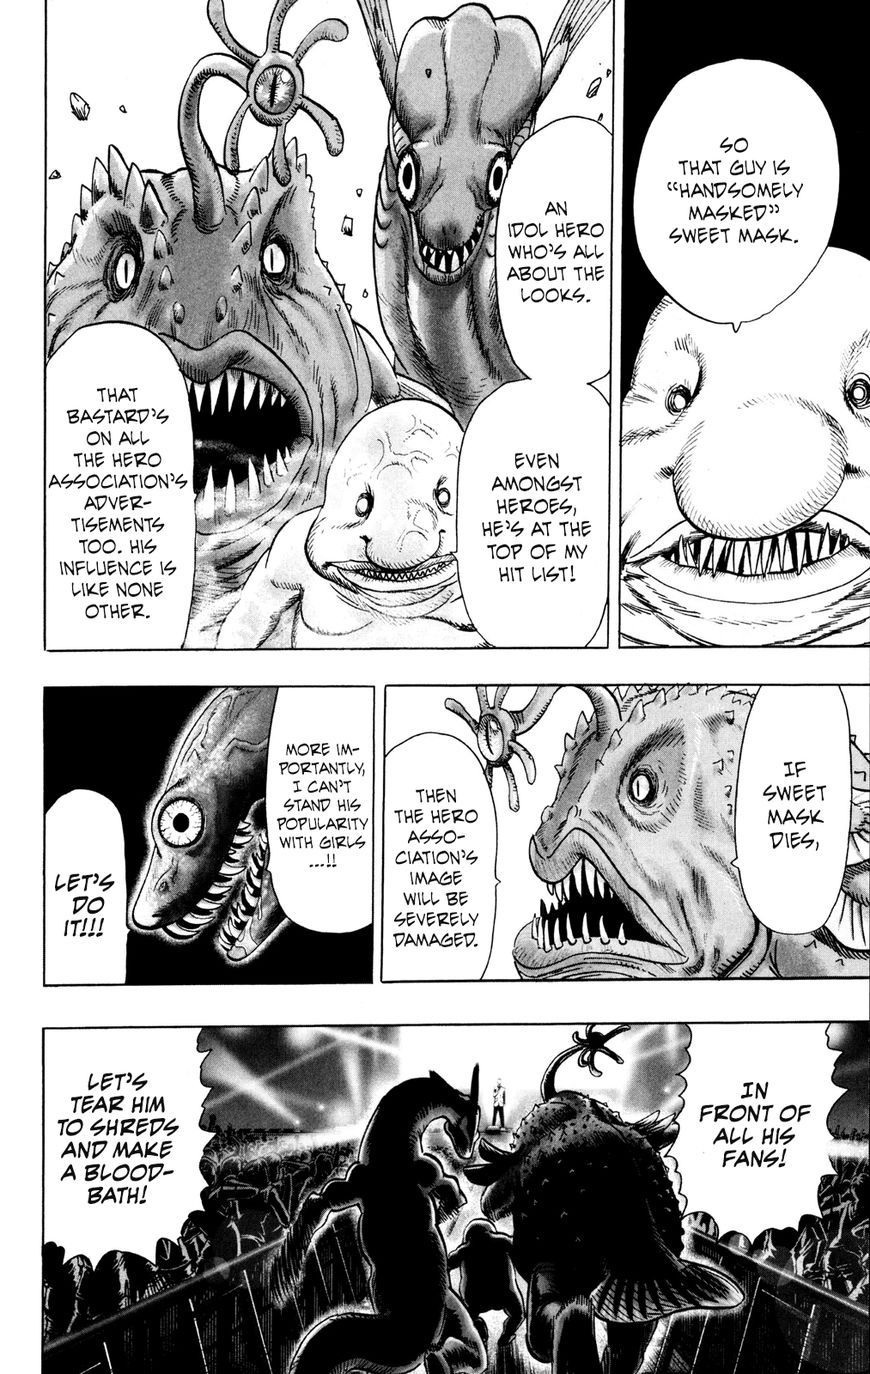 SO
THAT GUY IS
"HANDSOMELY
MASKED"
SWEET MASK.
AN
IDOL HERO
WHO'S ALL
ABOUT THE
LOOKS.
EVEN
AMONGST
HEROES,
HE'S AT THE
TOP OF MY
HIT LIST!
THAT
BASTARD'S
ON ALL
THE HERO
ASSOCIATION'S
ADVER-
TISEMENTS
TOO. HIS
INFLUENCE IS
LIKE NONE
OTHER.
IF
SWEET
MASK
DIES,
THEN
THE HERO
ASSO-
CIATION'S
IMAGE
WILL BE
SEVERELY
DAMAGED.
MORE IM-
PORTANTLY,
I CAN'T
STAND HIS
POPULARITY
WITH GIRLS
...!!
LET'S
DO
IT!!!
IN
FRONT OF
ALL HIS
FANS!
LET'S
TEAR HIM
TO SHREDS
AND MAKE
A BLOOD-
BATH!